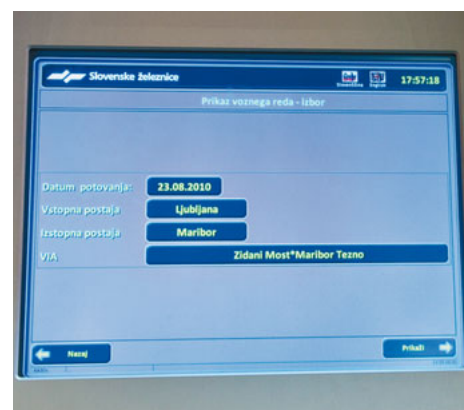 Slovenske železnice
17:57:18
Prikaz voznega reda - izbor
Datum potovanja: 23.08.2010
Vstopna postaja Ljubljana
Izstopna postaja Maribor
VIA Zidani Most*Maribor Tezno
Nazaj Prikaži